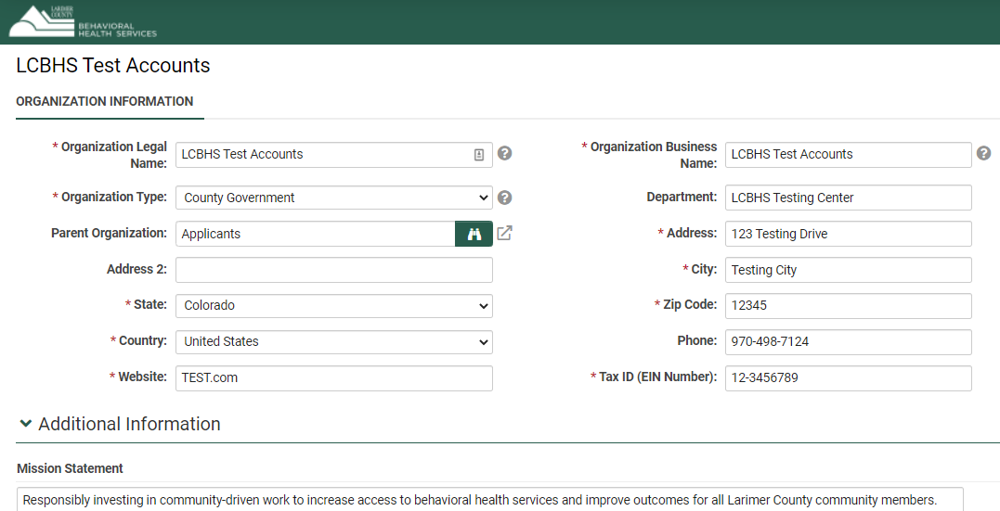 LARIMER
COUNTY
BEHAVIORAL
HEALTH SERVICES
LCBHS Test Accounts
ORGANIZATION INFORMATION
* Organization Legal Name: LCBHS Test Accounts
* Organization Business Name: LCBHS Test Accounts
* Organization Type: County Government
Department: LCBHS Testing Center
Parent Organization: Applicants
* Address: 123 Testing Drive
Address 2:
* City: Testing City
* State: Colorado
* Zip Code: 12345
* Country: United States
Phone: 970-498-7124
* Website: TEST.com
* Tax ID (EIN Number): 12-3456789
Additional Information
Mission Statement
Responsibly investing in community-driven work to increase access to behavioral health services and improve outcomes for all Larimer County community members.